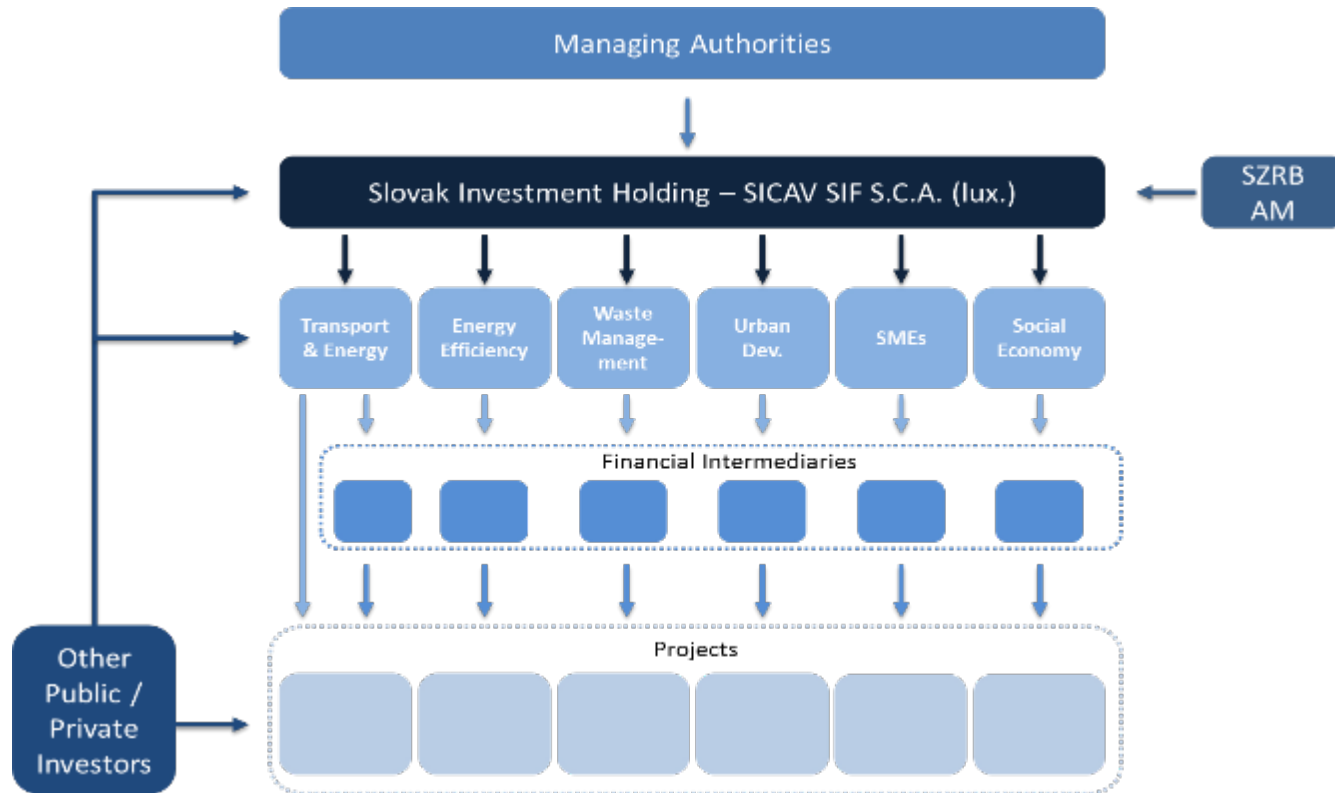 Managing Authorities
Slovak Investment Holding – SICAV SIF S.C.A. (lux.)
SZRB
AM
Transport
& Energy
Energy
Efficiency
Waste
Manage-
ment
Urban
Dev.
SMEs
Social
Economy
Financial Intermediaries
Projects
Other
Public /
Private
Investors